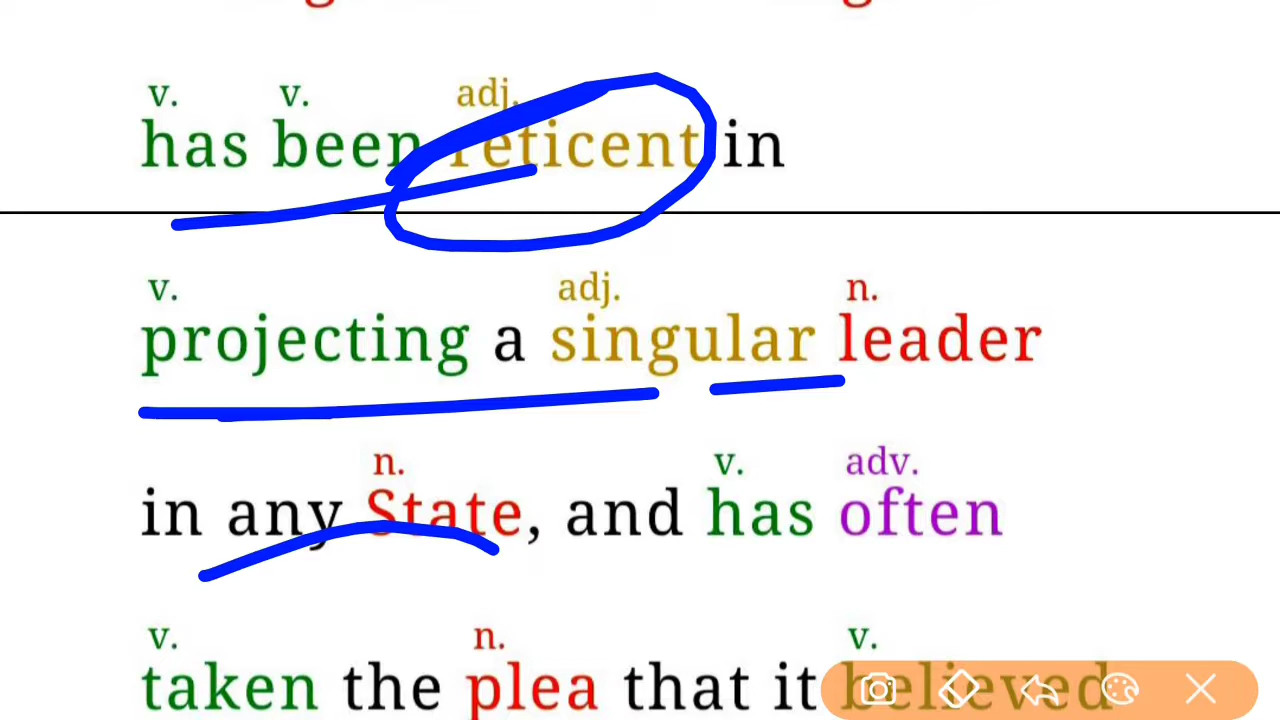 v. v. adj.
has been reticent in
v. adj. n.
projecting a singular leader
n. v. adv.
in any State, and has often
v. n. v.
taken the plea that it believed